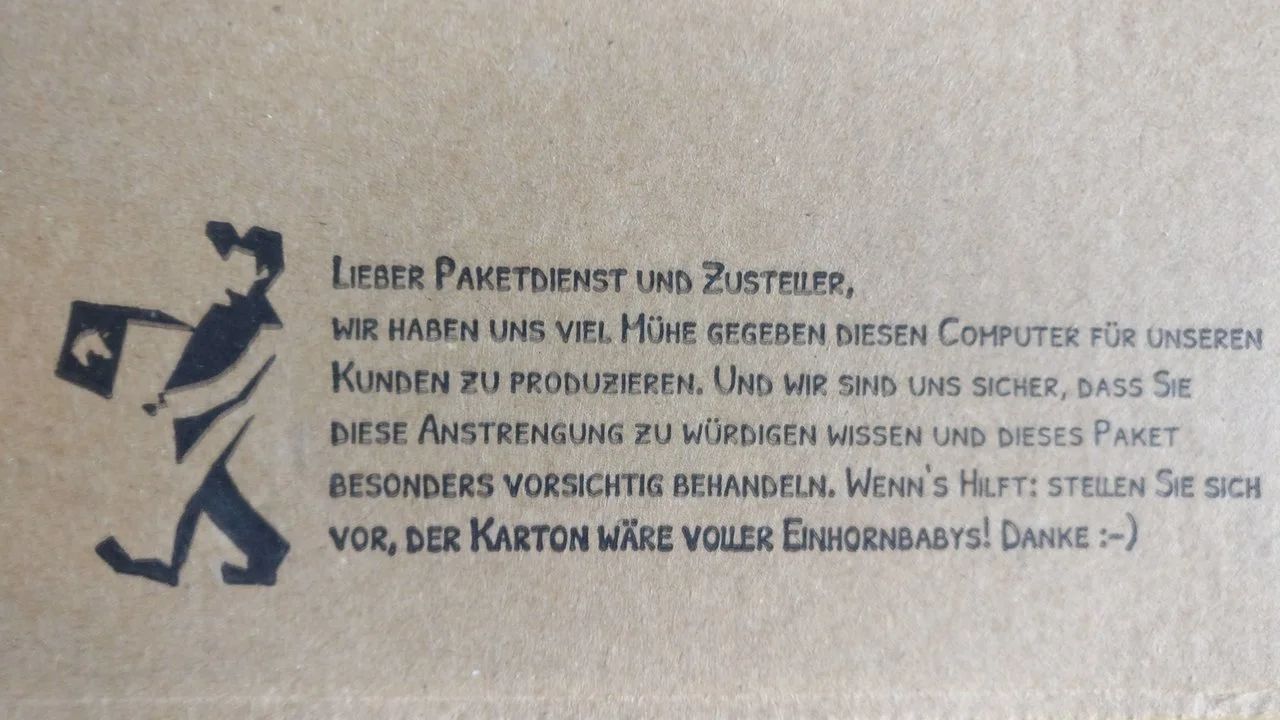 Lieber Paketdienst und Zusteller,
wir haben uns viel Mühe gegeben diesen Computer für unseren
Kunden zu produzieren. Und wir sind uns sicher, dass Sie
diese Anstrengung zu würdigen wissen und dieses Paket
besonders vorsichtig behandeln. Wenn's Hilft: stellen Sie sich
vor, der Karton wäre voller Einhornbabys! Danke :-)